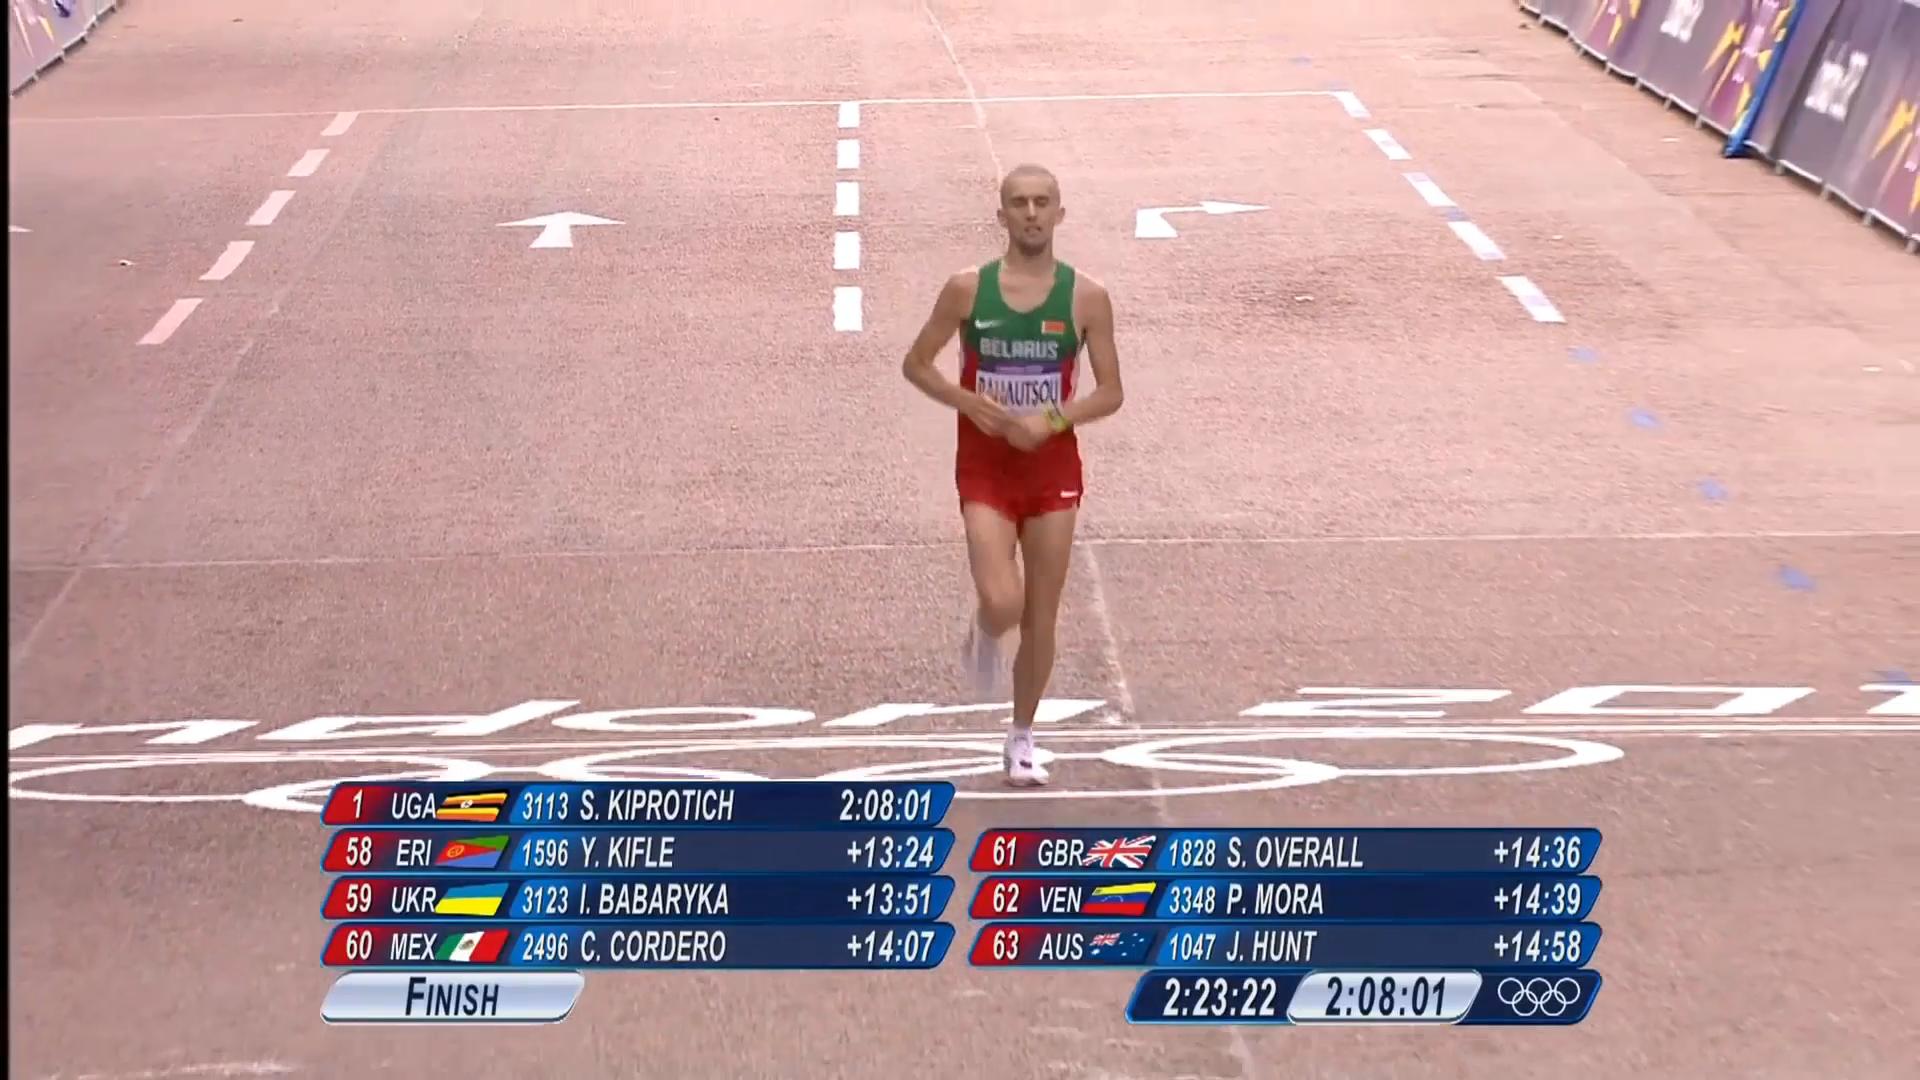 BELARUS
ndon 201
1 UGA 3113 S. KIPROTICH 2:08:01
58 ERI 1596 Y. KIFLE +13:24
59 UKR 3123 I. BABARYKA +13:51
60 MEX 2496 C. CORDERO +14:07
61 GBR 1828 S. OVERALL +14:36
62 VEN 3348 P. MORA +14:39
63 AUS 1047 J. HUNT +14:58
FINISH
2:23:22 2:08:01